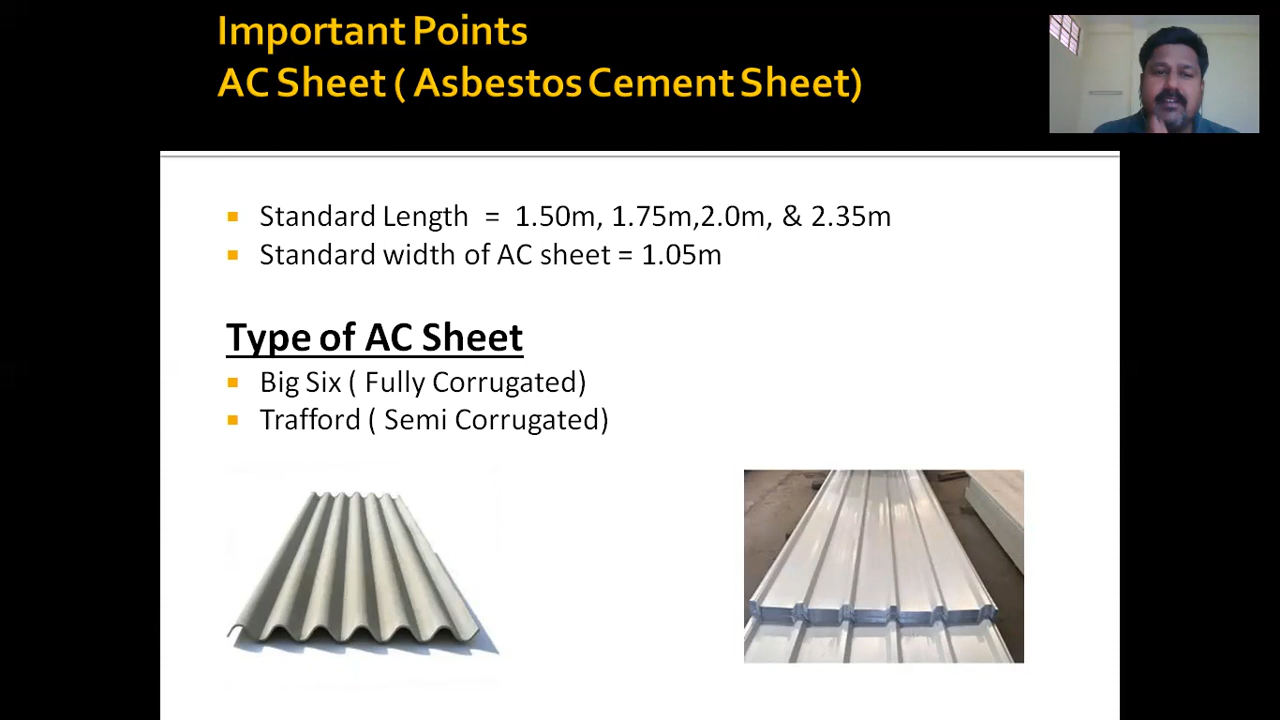 Important Points
AC Sheet ( Asbestos Cement Sheet)
Standard Length = 1.50m, 1.75m,2.0m, & 2.35m
Standard width of AC sheet = 1.05m
Type of AC Sheet
Big Six ( Fully Corrugated)
Trafford ( Semi Corrugated)